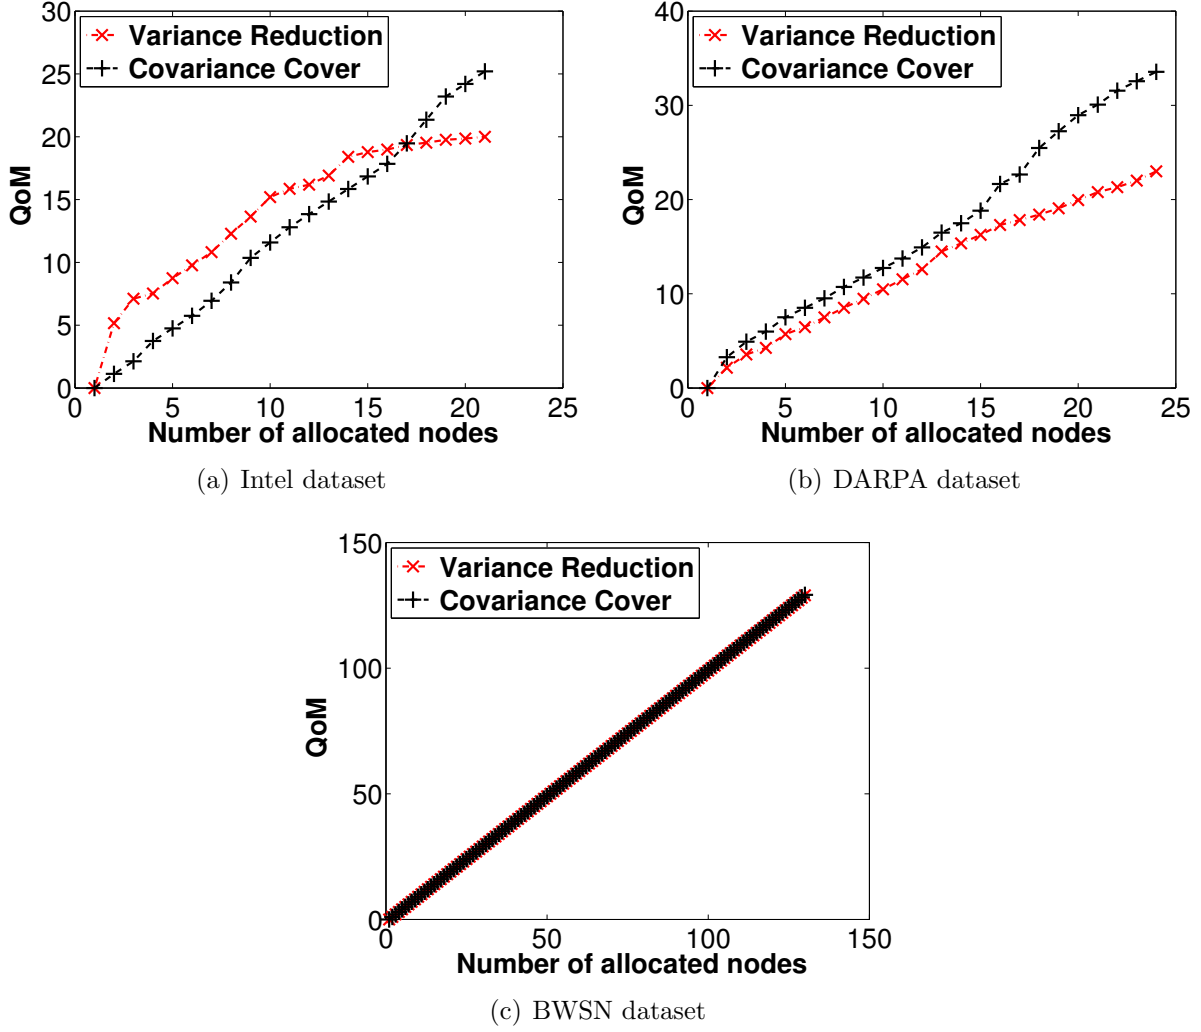 30
25
20
15
10
5
0
QoM
Variance Reduction
Covariance Cover
0 5 10 15 20 25
Number of allocated nodes
(a) Intel dataset
40
30
20
10
0
QoM
Variance Reduction
Covariance Cover
0 5 10 15 20 25
Number of allocated nodes
(b) DARPA dataset
150
100
50
0
QoM
Variance Reduction
Covariance Cover
0 50 100 150
Number of allocated nodes
(c) BWSN dataset